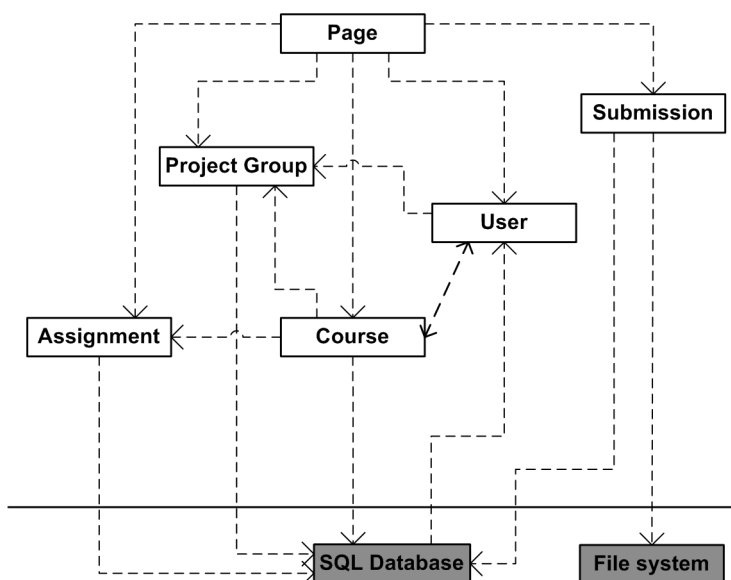 Page
Submission
Project Group
User
Assignment
Course
SQL Database
File system